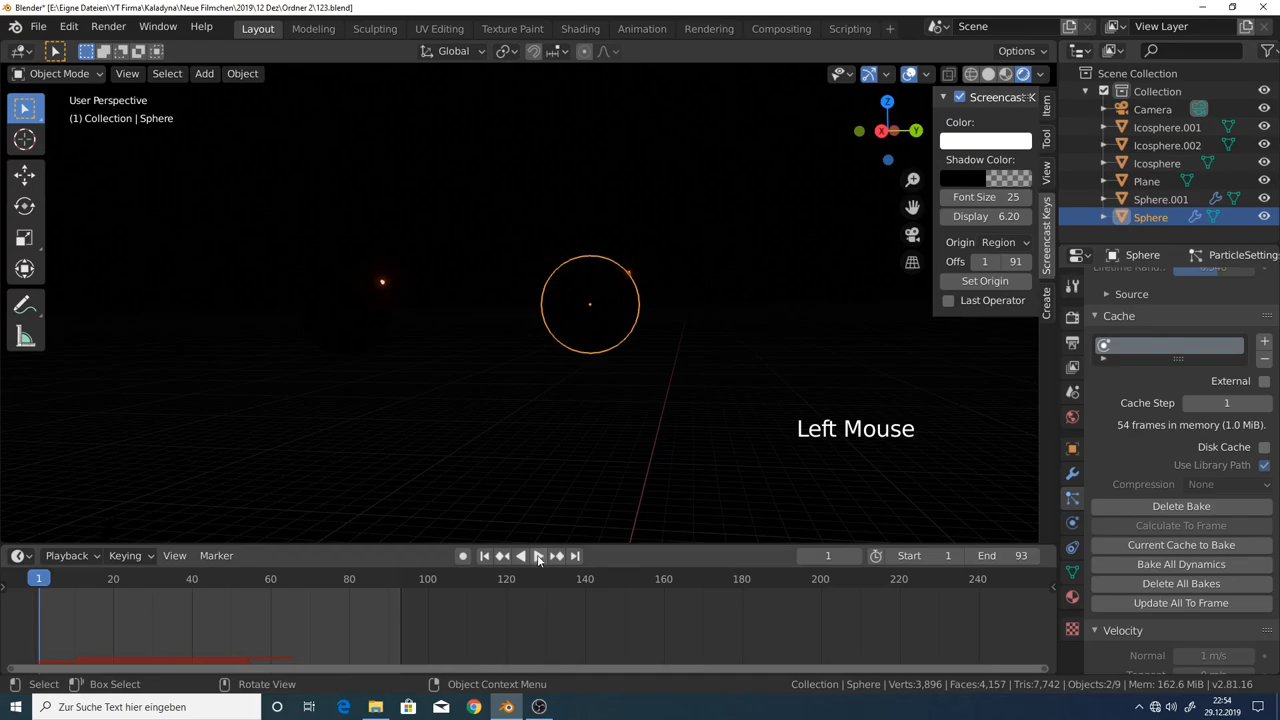 Blender* [E:\Eigne Dateien\YT Firma\Kaladyna\Neue Filmchen\2019\12 Dez\Ordner 2\123.blend]
File Edit Render Window Help Layout Modeling Sculpting UV Editing Texture Paint Shading Animation Rendering Compositing Scripting + Scene View Layer
Global Options
Object Mode View Select Add Object
User Perspective
(1) Collection | Sphere
Z
X Y
Screencast K
Color:
Shadow Color:
Font Size 25
Display 6.20
Origin Region
Offs 1 91
Set Origin
Last Operator
Item
Tool
View
Screencast Keys
Create
Scene Collection
Collection
Camera
Icosphere.001
Icosphere.002
Icosphere
Plane
Sphere.001
Sphere
Sphere ParticleSetting
Source
Cache
External
Cache Step 1
54 frames in memory (1.0 MiB).
Disk Cache
Use Library Path
Compression None
Delete Bake
Calculate To Frame
Current Cache to Bake
Bake All Dynamics
Delete All Bakes
Update All To Frame
Velocity
Normal 1 m/s
Left Mouse
Playback Keying View Marker 1 Start 1 End 93
1 20 40 60 80 100 120 140 160 180 200 220 240
Select Box Select Rotate View Object Context Menu Collection | Sphere | Verts:3,896 | Faces:4,157 | Tris:7,742 | Objects:2/9 | Mem: 162.6 MiB | v2.81.16
Zur Suche Text hier eingeben
22:54
29.12.2019